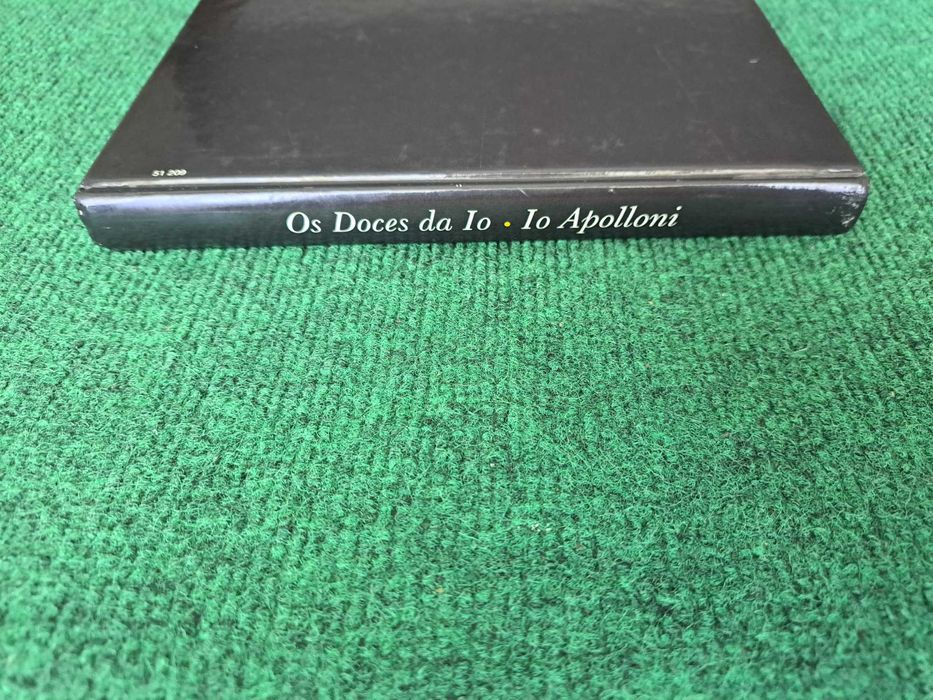 51 209
Os Doces da Io • Io Apolloni